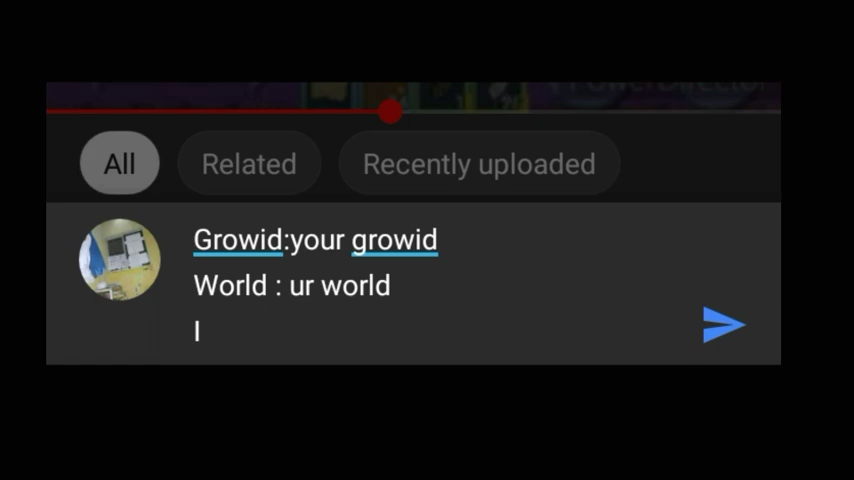 All Related Recently uploaded
Growid:your growid
World : ur world